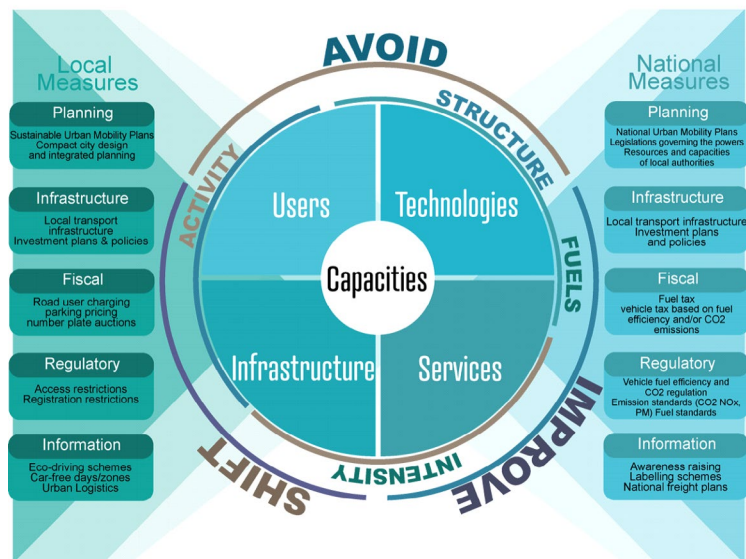 Local
Measures
Planning
Sustainable Urban Mobility Plans
Compact city design
and integrated planning
Infrastructure
Local transport
infrastructure
Investment plans & policies
Fiscal
Road user charging
parking pricing
number plate auctions
Regulatory
Access restrictions
Registration restrictions
Information
Eco-driving schemes
Car-free days/zones
Urban Logistics
AVOID
STRUCTURE
ACTIVITY
FUELS
Users
Technologies
Capacities
Infrastructure
Services
INTENSITY
SHIFT
IMPROVE
National
Measures
Planning
National Urban Mobility Plans
Legislations governing the powers
Resources and capacities
of local authorities
Infrastructure
Local transport infrastructure
Investment plans
and policies
Fiscal
Fuel tax
vehicle tax based on fuel
efficiency and/or CO2
emissions
Regulatory
Vehicle fuel efficiency and
CO2 regulation
Emission standards (CO2 NOx,
PM) Fuel standards
Information
Awareness raising
Labelling schemes
National freight plans